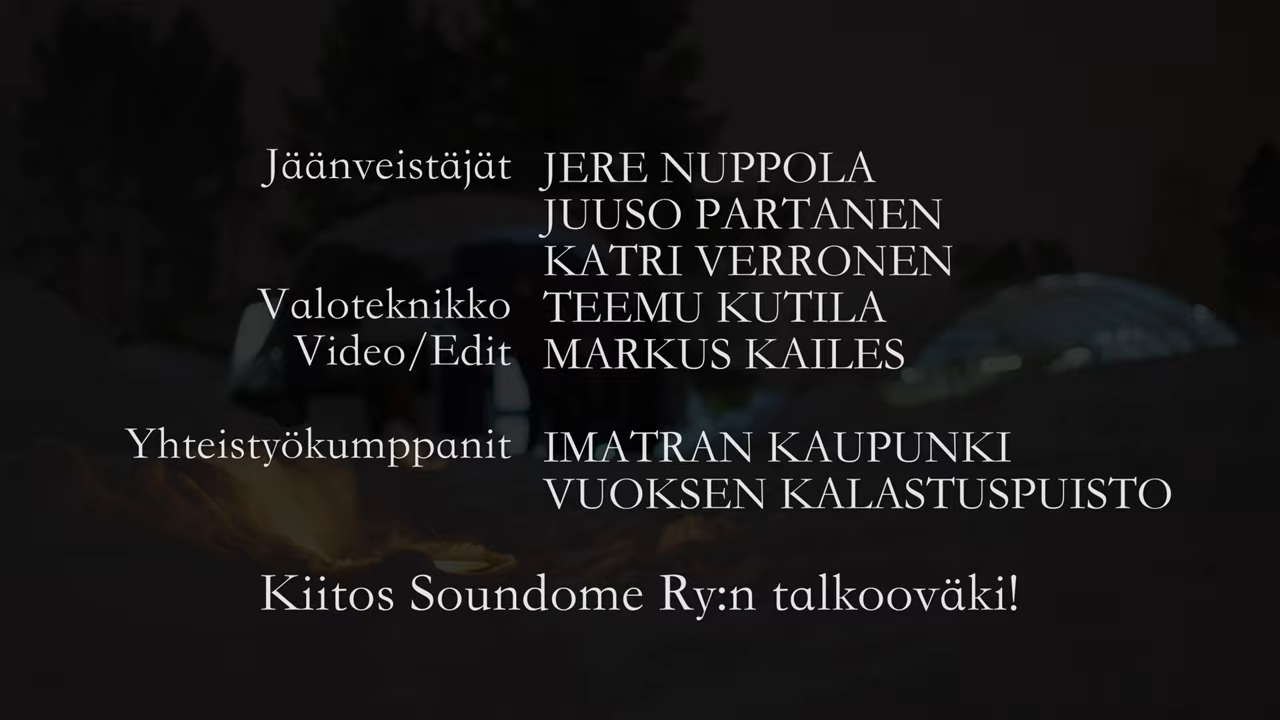 Jäänveistäjät JERE NUPPOLA
JUUSO PARTANEN
KATRI VERRONEN
Valoteknikko TEEMU KUTILA
Video/Edit MARKUS KAILES
Yhteistyökumppanit IMATRAN KAUPUNKI
VUOKSEN KALASTUSPUISTO
Kiitos Soundome Ry:n talkooväki!